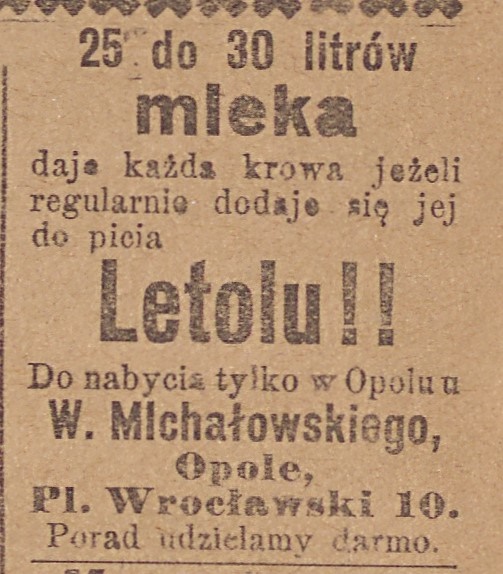 25 do 30 litrów
mleka
daje każda krowa jeżeli
regularnie dodaje się jej
do picia
Letolu!!
Do nabycia tylko w Opolu u
W. Michałowskiego,
Opole,
Pl. Wrocławski 10.
Porad udzielamy darmo.